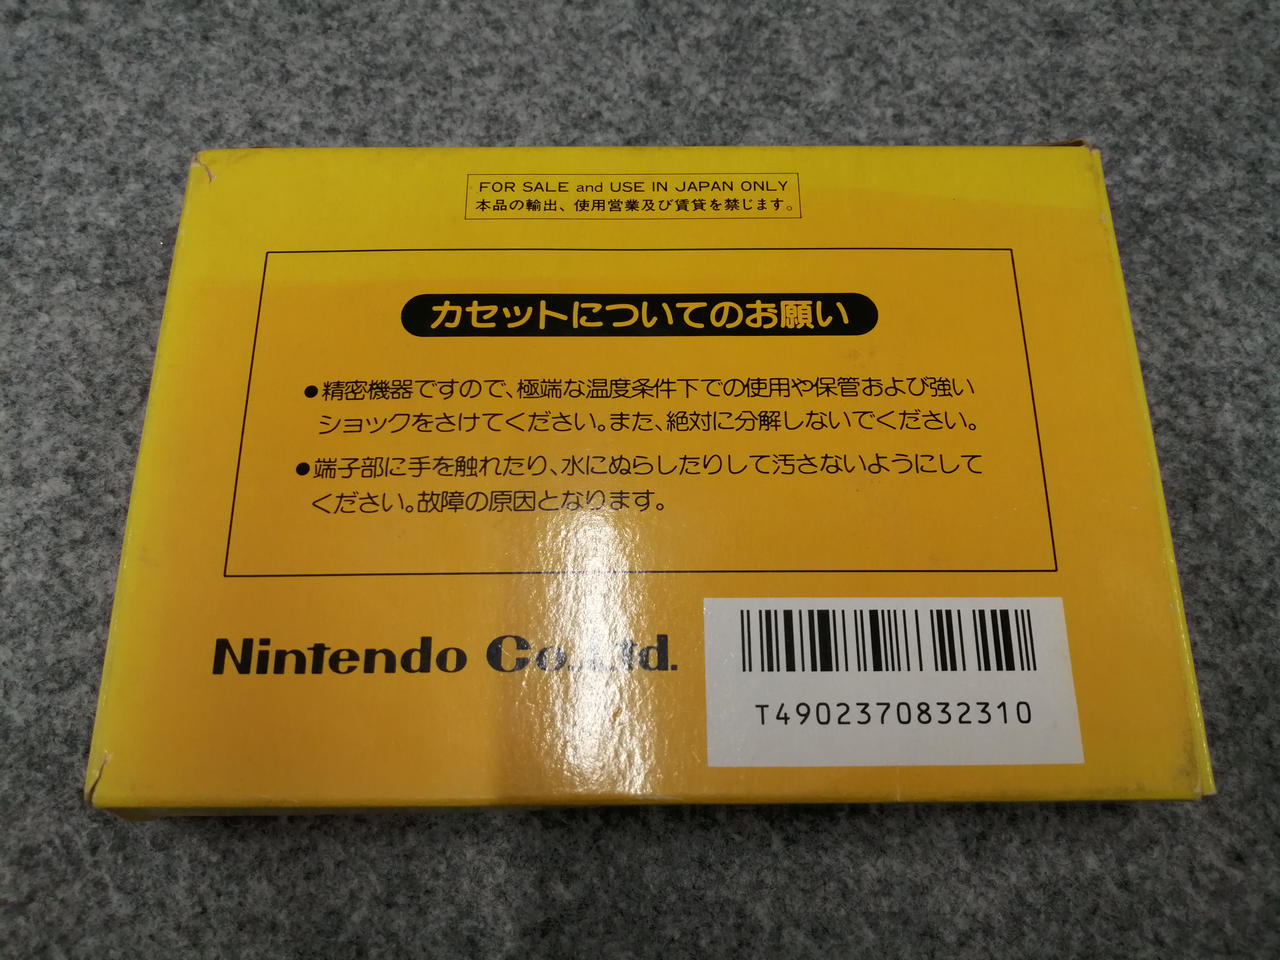 FOR SALE and USE IN JAPAN ONLY
本品の輸出、使用営業及び賃貸を禁じます。
カセットについてのお願い
●精密機器ですので、極端な温度条件下での使用や保管および強い
ショックをさけてください。また、絶対に分解しないでください。
●端子部に手を触れたり、水にぬらしたりして汚さないようにして
ください。故障の原因となります。
Nintendo Co.,Ltd.
T4902370832310